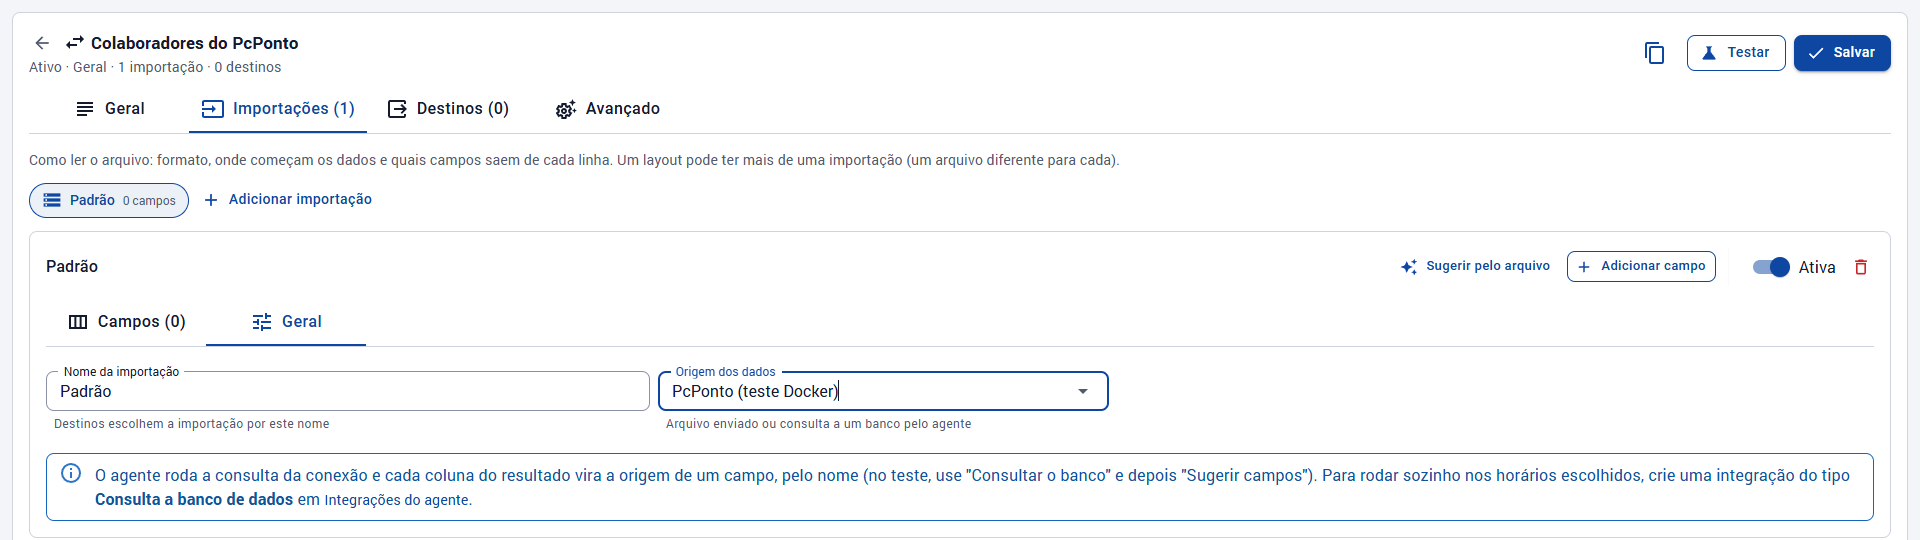 Colaboradores do PcPonto
Ativo · Geral · 1 importação · 0 destinos
Testar
Salvar
Geral
Importações (1)
Destinos (0)
Avançado
Como ler o arquivo: formato, onde começam os dados e quais campos saem de cada linha. Um layout pode ter mais de uma importação (um arquivo diferente para cada).
Padrão 0 campos
Adicionar importação
Padrão
Sugerir pelo arquivo
Adicionar campo
Ativa
Campos (0)
Geral
Nome da importação
Padrão
Destinos escolhem a importação por este nome
Origem dos dados
PcPonto (teste Docker)
Arquivo enviado ou consulta a um banco pelo agente
O agente roda a consulta da conexão e cada coluna do resultado vira a origem de um campo, pelo nome (no teste, use "Consultar o banco" e depois "Sugerir campos"). Para rodar sozinho nos horários escolhidos, crie uma integração do tipo
Consulta a banco de dados em Integrações do agente.